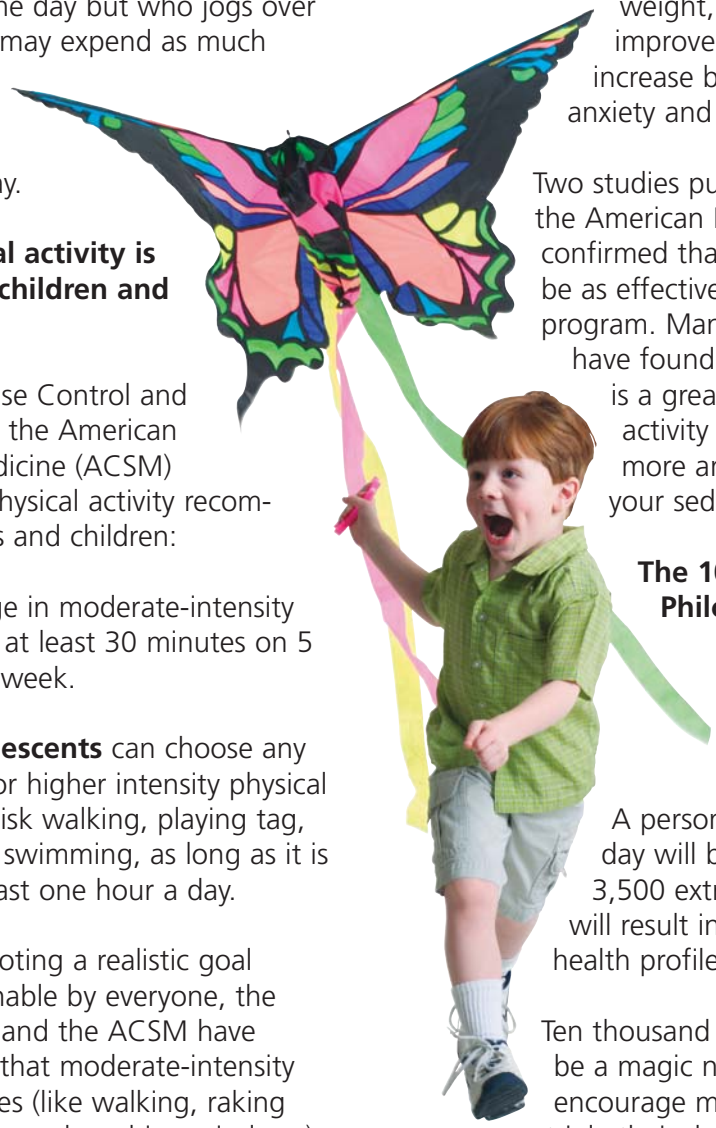 ne day but who jogs over
may expend as much
y.
al activity is
children and
se Control and
the American
dicine (ACSM)
hysical activity recom-
s and children:
ge in moderate-intensity
at least 30 minutes on 5
week.
escents can choose any
or higher intensity physical
isk walking, playing tag,
swimming, as long as it is
ast one hour a day.
oting a realistic goal
nable by everyone, the
and the ACSM have
that moderate-intensity
es (like walking, raking
weight,
improve
increase b
anxiety and
Two studies pu
the American
confirmed tha
be as effective
program. Mar
have found
is a grea
activity
more ar
your sed
The 10
Philo
A person
day will b
3,500 extr
will result in
health profile
Ten thousand
be a magic n
encourage m